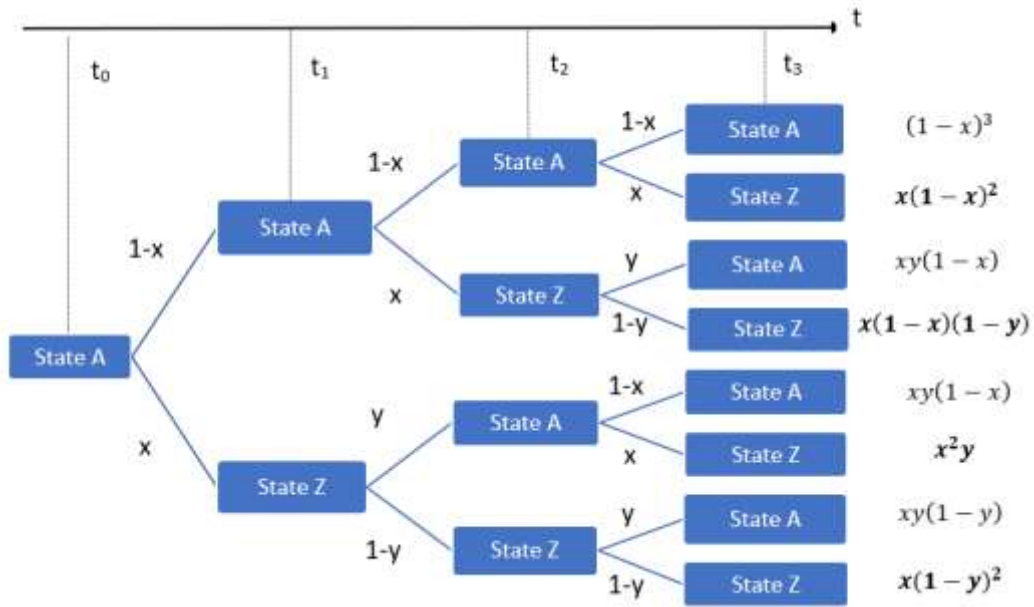 t
t₀
t₁
t₂
t₃
1-x
State A
(1 − x)³
1-x
State A
x
State Z
x(1 − x)²
1-x
State A
y
State A
xy(1 − x)
x
State Z
1-y
State Z
x(1 − x)(1 − y)
State A
1-x
State A
xy(1 − x)
x
y
State A
x
State Z
x²y
State Z
y
State A
xy(1 − y)
1-y
State Z
1-y
State Z
x(1 − y)²